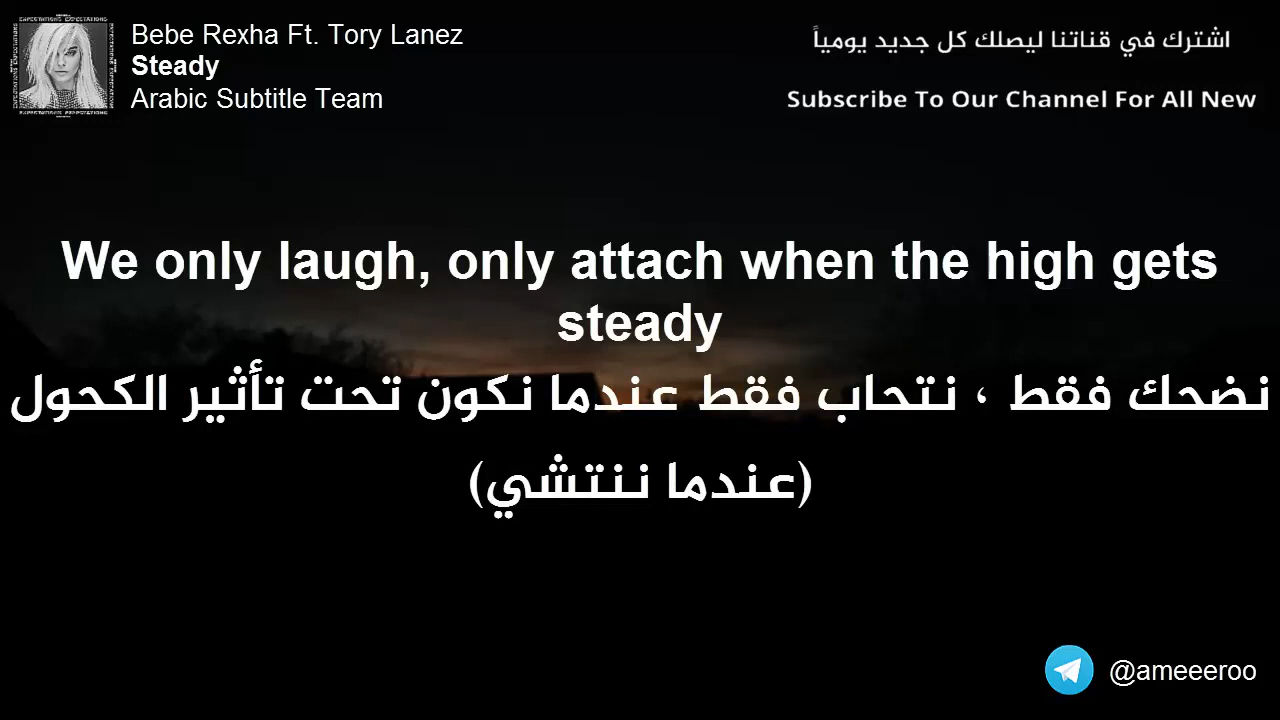 Bebe Rexha Ft. Tory Lanez
Steady
Arabic Subtitle Team
اشترك في قناتنا ليصلك كل جديد يومياً
Subscribe To Our Channel For All New
We only laugh, only attach when the high gets
steady
نضحك فقط ، نتحاب فقط عندما نكون تحت تأثير الكحول
(عندما ننتشي)
@ameeeroo